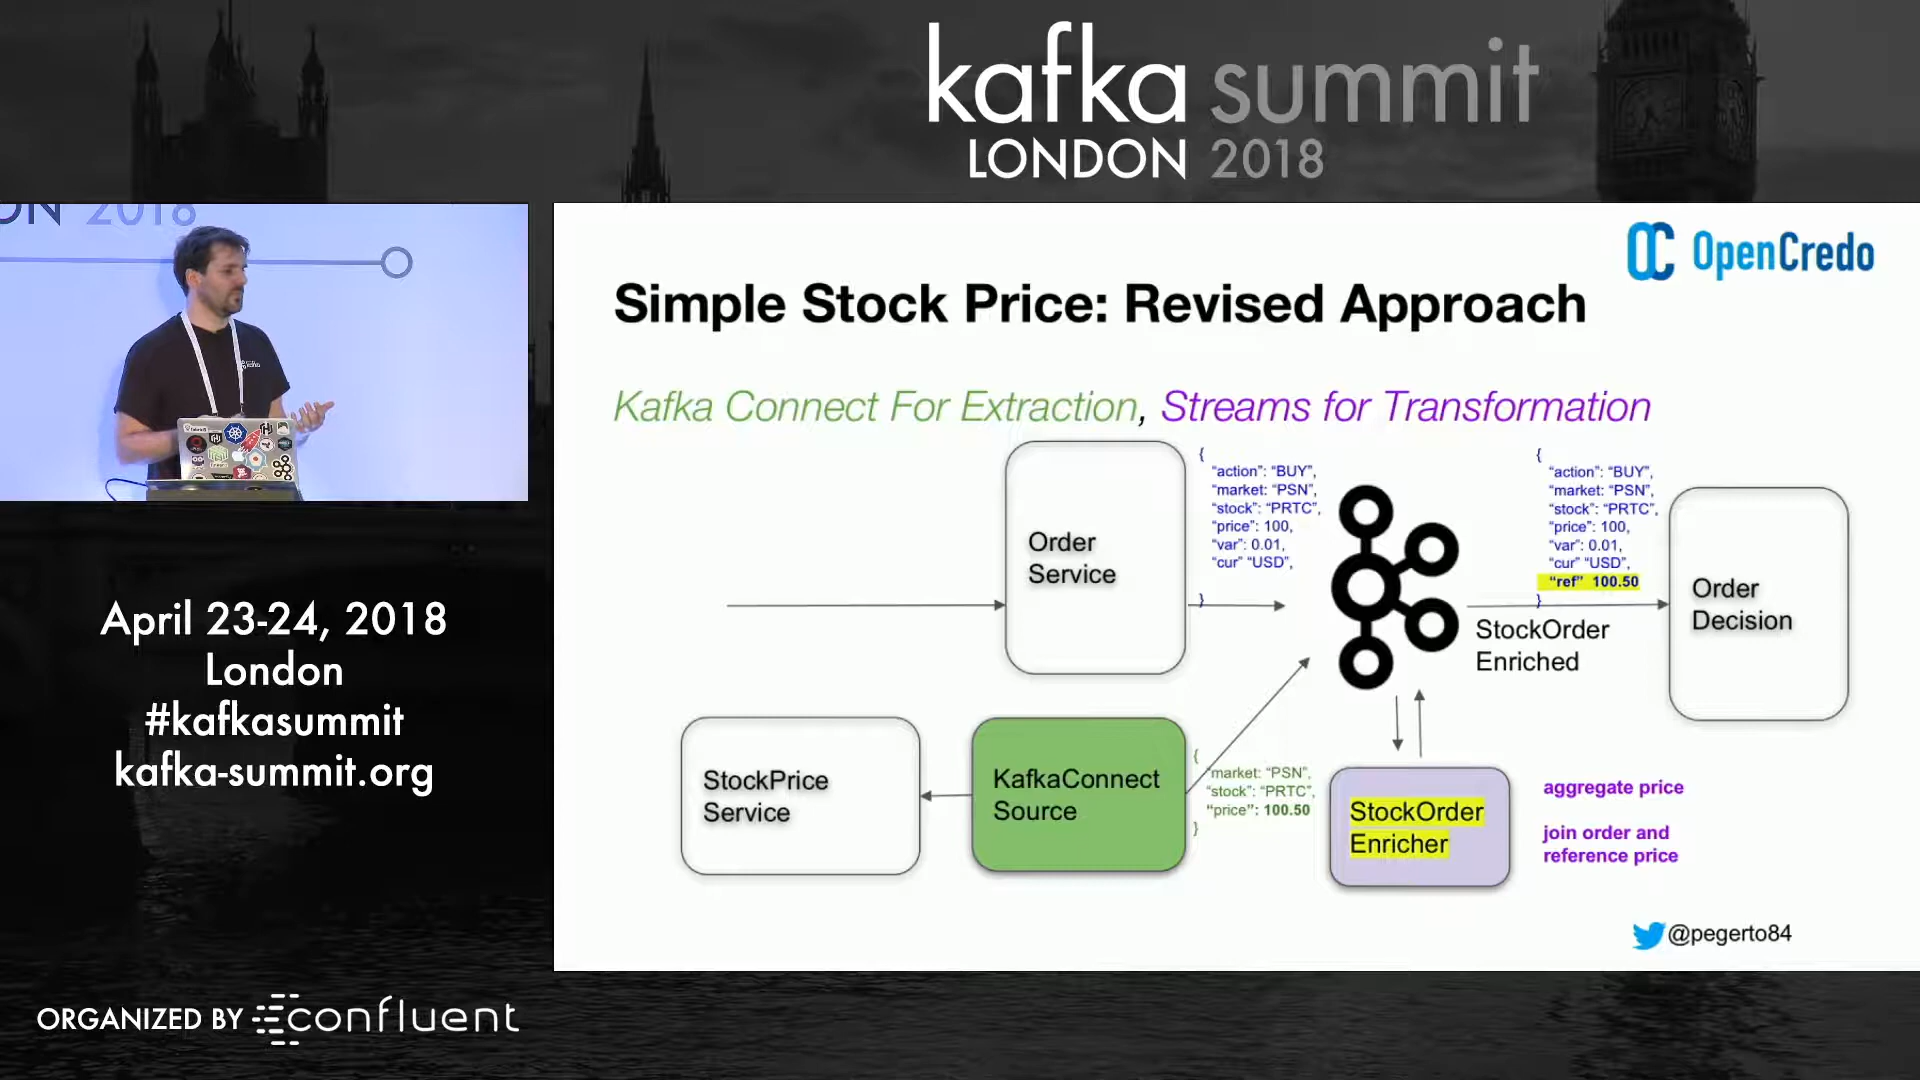 kafka summit
LONDON 2018
ON 2018
OpenCredo
Simple Stock Price: Revised Approach
Kafka Connect For Extraction, Streams for Transformation
Order
Service
{
"action”: “BUY”,
“market: “PSN”,
“stock”: “PRTC”,
“price”: 100,
“var”: 0.01,
“cur” “USD”,
}
{
“action”: “BUY”,
“market: “PSN”,
“stock”: “PRTC”,
“price”: 100,
“var”: 0.01,
“cur” “USD”,
“ref” 100.50
}
StockOrder
Enriched
Order
Decision
StockPrice
Service
KafkaConnect
Source
{
“market: “PSN”,
“stock”: “PRTC”,
“price”: 100.50
}
StockOrder
Enricher
aggregate price
join order and
reference price
@pegerto84
April 23-24, 2018
London
#kafkasummit
kafka-summit.org
ORGANIZED BY confluent